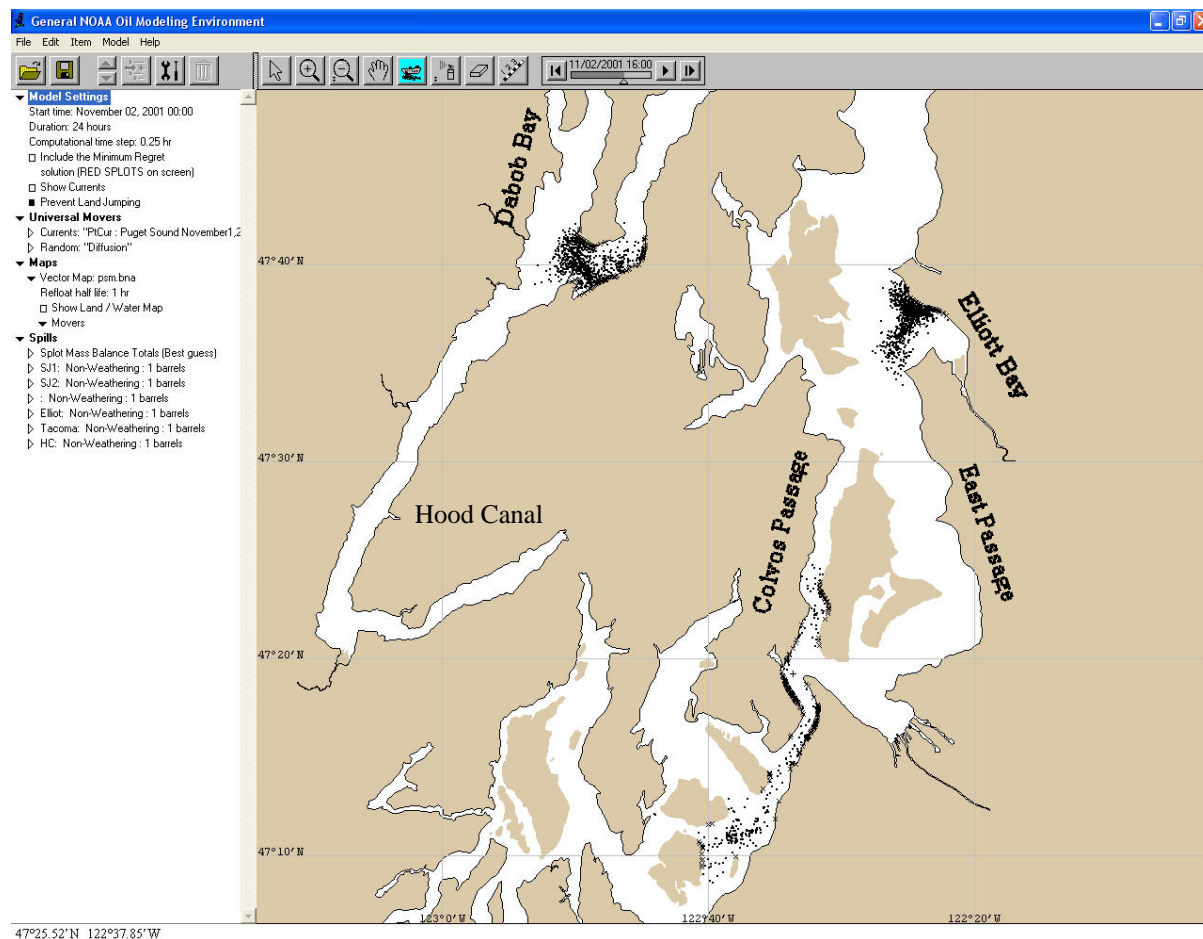 General NOAA Oil Modeling Environment
File Edit Item Model Help
11/02/2001 16:00
Model Settings
Start time: November 02, 2001 00:00
Duration: 24 hours
Computational time step: 0.25 hr
Include the Minimum Regret
solution (RED SPLOTS on screen)
Show Currents
Prevent Land Jumping
Universal Movers
Currents: "PtCur : Puget Sound November1,2
Random: "Diffusion"
Maps
Vector Map: psm.bna
Refloat half life: 1 hr
Show Land / Water Map
Movers
Spills
Splot Mass Balance Totals (Best guess)
SJ1: Non-Weathering : 1 barrels
SJ2: Non-Weathering : 1 barrels
: Non-Weathering : 1 barrels
Elliot: Non-Weathering : 1 barrels
Tacoma: Non-Weathering : 1 barrels
HC: Non-Weathering : 1 barrels
Dabob Bay
47°40'N
Elliott Bay
47°30'N
Hood Canal
Colvos Passage
East Passage
47°20'N
47°10'N
123°0'W
122°40'W
122°20'W
47°25.52'N 122°37.85'W